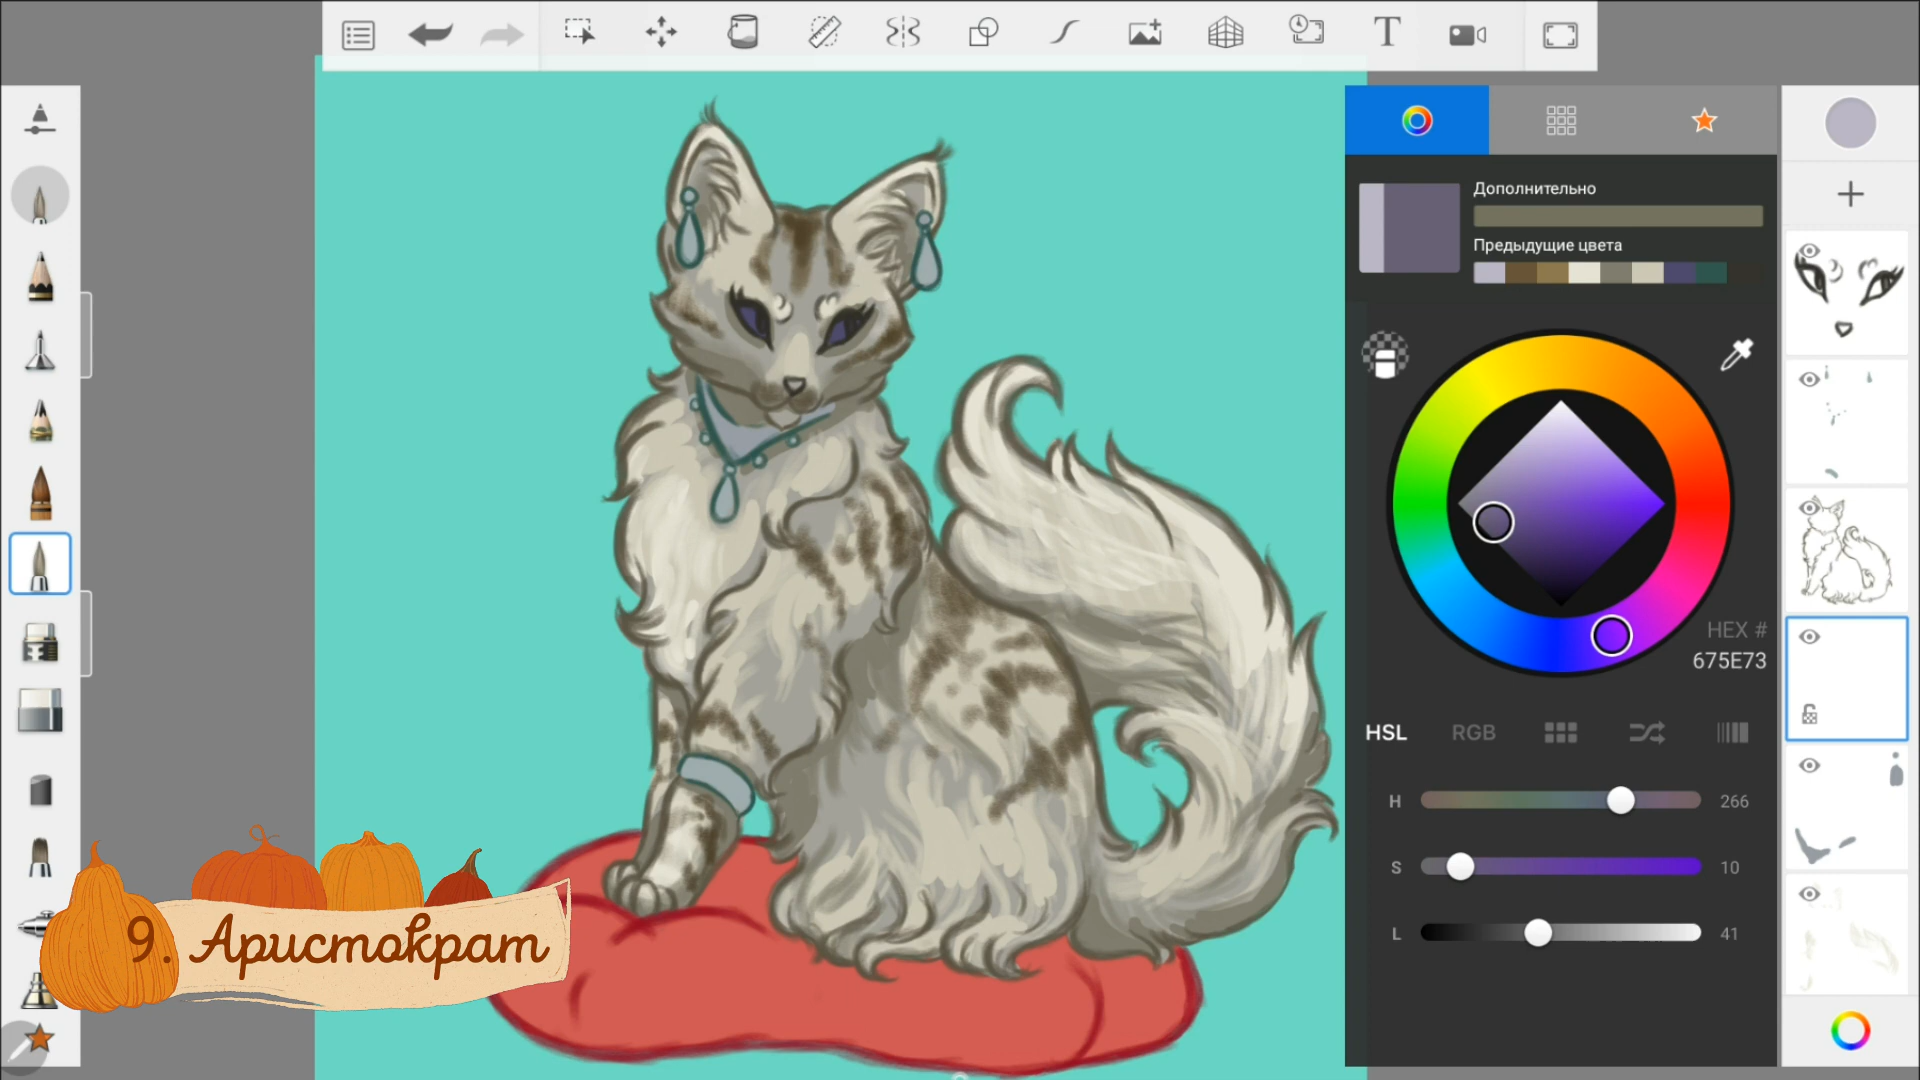 T
Дополнительно
Предыдущие цвета
HEX #
675E73
HSL RGB
H 266
S 10
L 41
9. Аристократ